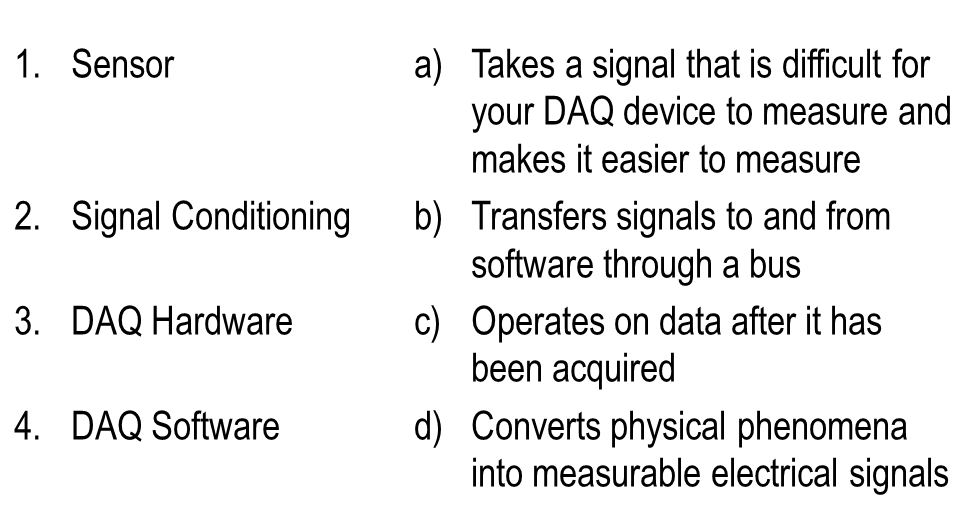 1. Sensor a) Takes a signal that is difficult for
your DAQ device to measure and
makes it easier to measure
2. Signal Conditioning b) Transfers signals to and from
software through a bus
3. DAQ Hardware c) Operates on data after it has
been acquired
4. DAQ Software d) Converts physical phenomena
into measurable electrical signals